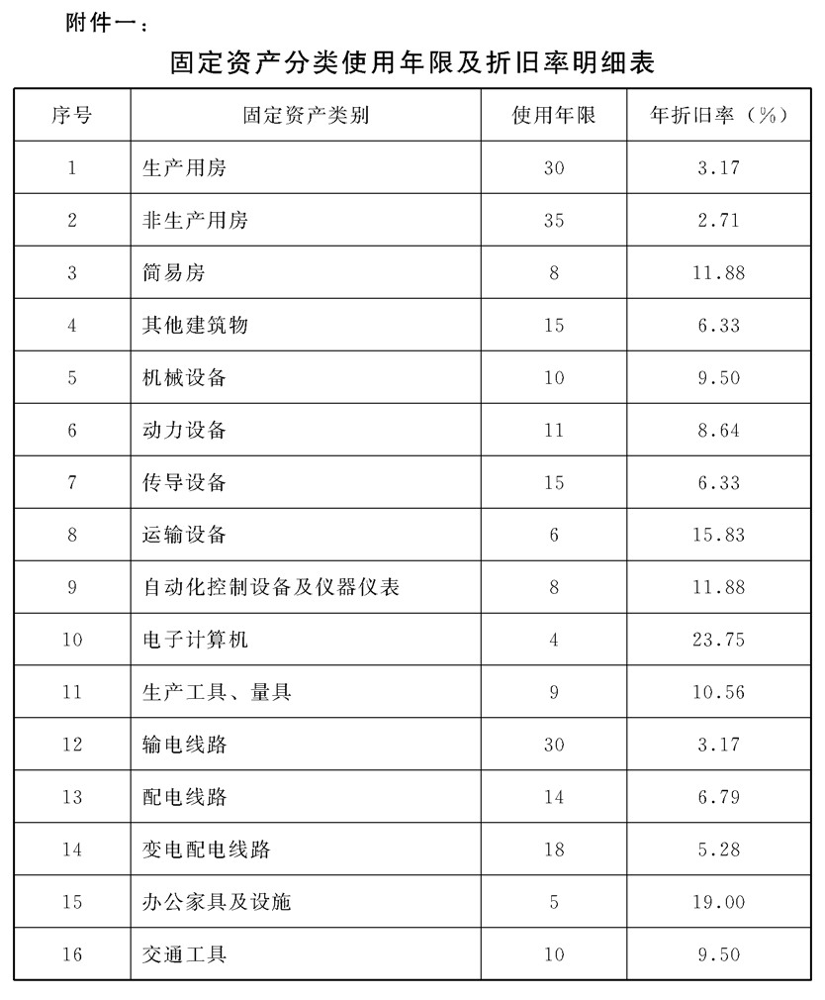 附件一：
固定资产分类使用年限及折旧率明细表
序号 固定资产类别 使用年限 年折旧率（%）
1 生产用房 30 3.17
2 非生产用房 35 2.71
3 简易房 8 11.88
4 其他建筑物 15 6.33
5 机械设备 10 9.50
6 动力设备 11 8.64
7 传导设备 15 6.33
8 运输设备 6 15.83
9 自动化控制设备及仪器仪表 8 11.88
10 电子计算机 4 23.75
11 生产工具、量具 9 10.56
12 输电线路 30 3.17
13 配电线路 14 6.79
14 变电配电线路 18 5.28
15 办公家具及设施 5 19.00
16 交通工具 10 9.50